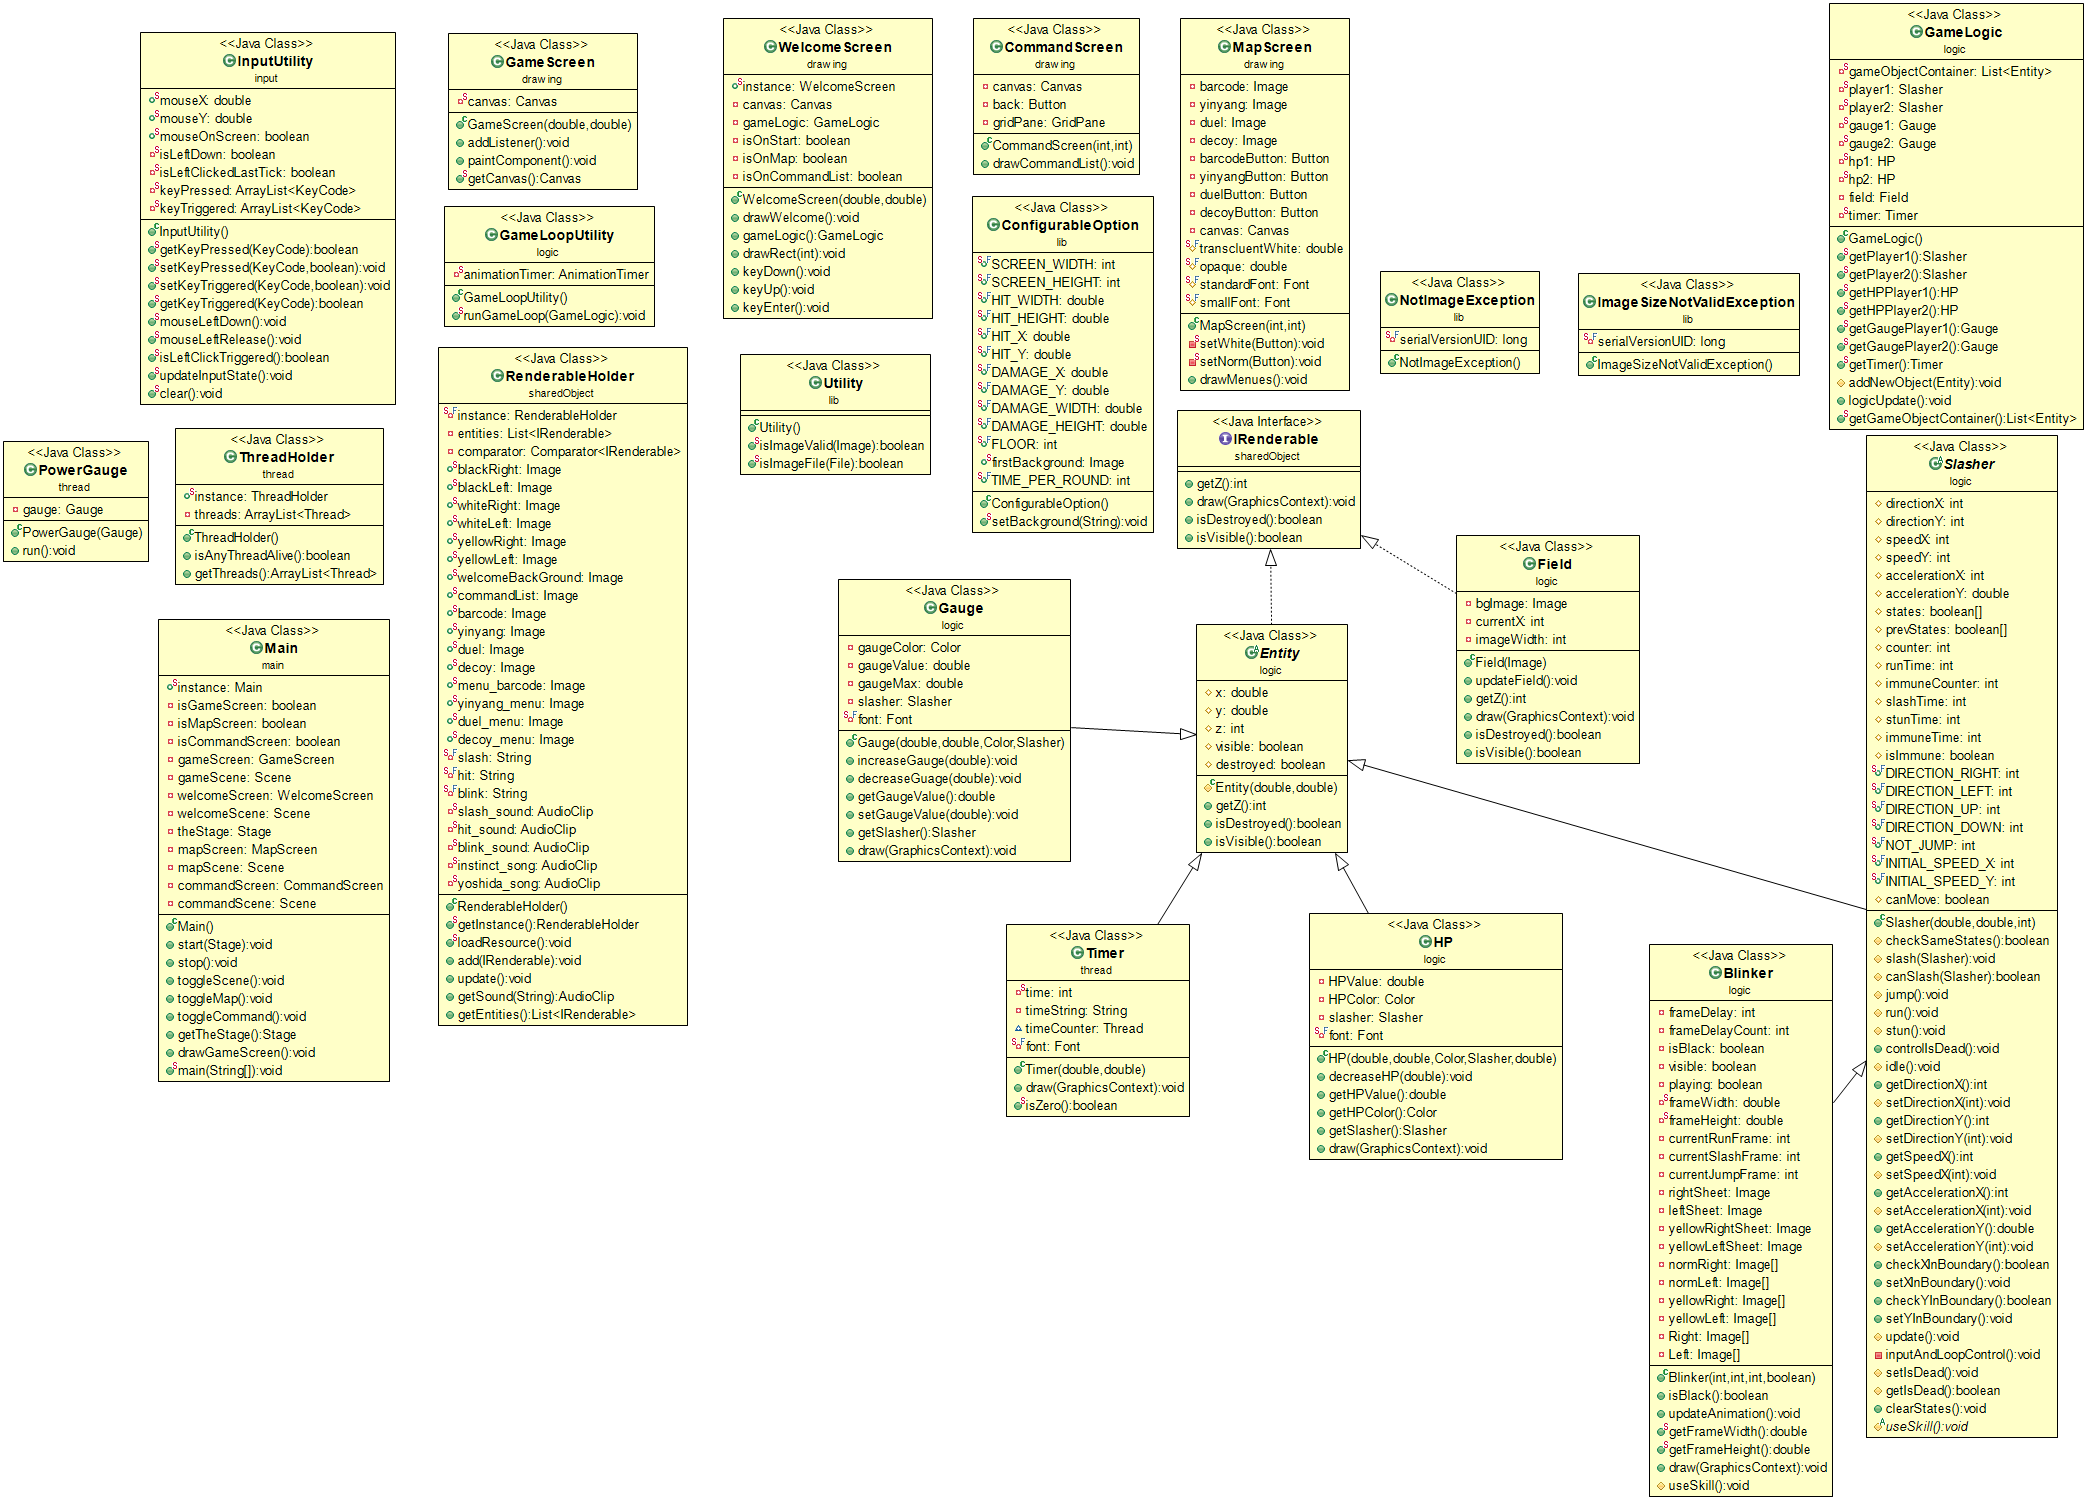 <<Java Class>>
InputUtility
input
mouseX: double
mouseY: double
mouseOnScreen: boolean
isLeftDown: boolean
isLeftClickedLastTick: boolean
keyPressed: ArrayList<KeyCode>
keyTriggered: ArrayList<KeyCode>
InputUtility()
getKeyPressed(KeyCode):boolean
setKeyPressed(KeyCode,boolean):void
setKeyTriggered(KeyCode,boolean):void
getKeyTriggered(KeyCode):boolean
mouseLeftDown():void
mouseLeftRelease():void
isLeftClickTriggered():boolean
updateInputState():void
clear():void
<<Java Class>>
GameScreen
drawing
canvas: Canvas
GameScreen(double,double)
addListener():void
paintComponent():void
getCanvas():Canvas
<<Java Class>>
GameLoopUtility
logic
animationTimer: AnimationTimer
GameLoopUtility()
runGameLoop(GameLogic):void
<<Java Class>>
WelcomeScreen
drawing
instance: WelcomeScreen
canvas: Canvas
gameLogic: GameLogic
isOnStart: boolean
isOnMap: boolean
isOnCommandList: boolean
WelcomeScreen(double,double)
drawWelcome():void
gameLogic():GameLogic
drawRect(int):void
keyDown():void
keyUp():void
keyEnter():void
<<Java Class>>
CommandScreen
drawing
canvas: Canvas
back: Button
gridPane: GridPane
CommandScreen(int,int)
drawCommandList():void
<<Java Class>>
ConfigurableOption
lib
SCREEN_WIDTH: int
SCREEN_HEIGHT: int
HIT_WIDTH: double
HIT_HEIGHT: double
HIT_X: double
HIT_Y: double
DAMAGE_X: double
DAMAGE_Y: double
DAMAGE_WIDTH: double
DAMAGE_HEIGHT: double
FLOOR: int
firstBackground: Image
TIME_PER_ROUND: int
ConfigurableOption()
setBackground(String):void
<<Java Class>>
MapScreen
drawing
barcode: Image
yinyang: Image
duel: Image
decoy: Image
barcodeButton: Button
yinyangButton: Button
duelButton: Button
decoyButton: Button
canvas: Canvas
transcluentWhite: double
opaque: double
standardFont: Font
smallFont: Font
MapScreen(int,int)
setWhite(Button):void
setNorm(Button):void
drawMenues():void
<<Java Class>>
NotImageException
lib
serialVersionUID: long
NotImageException()
<<Java Class>>
ImageSizeNotValidException
lib
serialVersionUID: long
ImageSizeNotValidException()
<<Java Class>>
GameLogic
logic
gameObjectContainer: List<Entity>
player1: Slasher
player2: Slasher
gauge1: Gauge
gauge2: Gauge
hp1: HP
hp2: HP
field: Field
timer: Timer
GameLogic()
getPlayer1():Slasher
getPlayer2():Slasher
getHPPlayer1():HP
getHPPlayer2():HP
getGaugePlayer1():Gauge
getGaugePlayer2():Gauge
getTimer():Timer
addNewObject(Entity):void
logicUpdate():void
getGameObjectContainer():List<Entity>
<<Java Class>>
PowerGauge
thread
gauge: Gauge
PowerGauge(Gauge)
run():void
<<Java Class>>
ThreadHolder
thread
instance: ThreadHolder
threads: ArrayList<Thread>
ThreadHolder()
isAnyThreadAlive():boolean
getThreads():ArrayList<Thread>
<<Java Class>>
RenderableHolder
sharedObject
instance: RenderableHolder
entities: List<IRenderable>
comparator: Comparator<IRenderable>
blackRight: Image
blackLeft: Image
whiteRight: Image
whiteLeft: Image
yellowRight: Image
yellowLeft: Image
welcomeBackGround: Image
commandList: Image
barcode: Image
yinyang: Image
duel: Image
decoy: Image
menu_barcode: Image
yinyang_menu: Image
duel_menu: Image
decoy_menu: Image
slash: String
hit: String
blink: String
slash_sound: AudioClip
hit_sound: AudioClip
blink_sound: AudioClip
instinct_song: AudioClip
yoshida_song: AudioClip
RenderableHolder()
getInstance():RenderableHolder
loadResource():void
add(IRenderable):void
update():void
getSound(String):AudioClip
getEntities():List<IRenderable>
<<Java Class>>
Utility
lib
Utility()
isImageValid(Image):boolean
isImageFile(File):boolean
<<Java Interface>>
IRenderable
sharedObject
getZ():int
draw(GraphicsContext):void
isDestroyed():boolean
isVisible():boolean
<<Java Class>>
Field
logic
bgImage: Image
currentX: int
imageWidth: int
Field(Image)
updateField():void
getZ():int
draw(GraphicsContext):void
isDestroyed():boolean
isVisible():boolean
<<Java Class>>
Main
main
instance: Main
isGameScreen: boolean
isMapScreen: boolean
isCommandScreen: boolean
gameScreen: GameScreen
gameScene: Scene
welcomeScreen: WelcomeScreen
welcomeScene: Scene
theStage: Stage
mapScreen: MapScreen
mapScene: Scene
commandScreen: CommandScreen
commandScene: Scene
Main()
start(Stage):void
stop():void
toggleScene():void
toggleMap():void
toggleCommand():void
getTheStage():Stage
drawGameScreen():void
main(String[]):void
<<Java Class>>
Gauge
logic
gaugeColor: Color
gaugeValue: double
gaugeMax: double
slasher: Slasher
font: Font
Gauge(double,double,Color,Slasher)
increaseGauge(double):void
decreaseGuage(double):void
getGaugeValue():double
setGaugeValue(double):void
getSlasher():Slasher
draw(GraphicsContext):void
<<Java Class>>
Entity
logic
x: double
y: double
z: int
visible: boolean
destroyed: boolean
Entity(double,double)
getZ():int
isDestroyed():boolean
isVisible():boolean
<<Java Class>>
Timer
thread
time: int
timeString: String
timeCounter: Thread
font: Font
Timer(double,double)
draw(GraphicsContext):void
isZero():boolean
<<Java Class>>
HP
logic
HPValue: double
HPColor: Color
slasher: Slasher
font: Font
HP(double,double,Color,Slasher,double)
decreaseHP(double):void
getHPValue():double
getHPColor():Color
getSlasher():Slasher
draw(GraphicsContext):void
<<Java Class>>
Blinker
logic
frameDelay: int
frameDelayCount: int
isBlack: boolean
visible: boolean
playing: boolean
frameWidth: double
frameHeight: double
currentRunFrame: int
currentSlashFrame: int
currentJumpFrame: int
rightSheet: Image
leftSheet: Image
yellowRightSheet: Image
yellowLeftSheet: Image
normRight: Image[]
normLeft: Image[]
yellowRight: Image[]
yellowLeft: Image[]
Right: Image[]
Left: Image[]
Blinker(int,int,int,boolean)
isBlack():boolean
updateAnimation():void
getFrameWidth():double
getFrameHeight():double
draw(GraphicsContext):void
useSkill():void
<<Java Class>>
Slasher
logic
directionX: int
directionY: int
speedX: int
speedY: int
accelerationX: int
accelerationY: double
states: boolean[]
prevStates: boolean[]
counter: int
runTime: int
immuneCounter: int
slashTime: int
stunTime: int
immuneTime: int
isImmune: boolean
DIRECTION_RIGHT: int
DIRECTION_LEFT: int
DIRECTION_UP: int
DIRECTION_DOWN: int
NOT_JUMP: int
INITIAL_SPEED_X: int
INITIAL_SPEED_Y: int
canMove: boolean
Slasher(double,double,int)
checkSameStates():boolean
slash(Slasher):void
canSlash(Slasher):boolean
jump():void
run():void
stun():void
controlIsDead():void
idle():void
getDirectionX():int
setDirectionX(int):void
getDirectionY():int
setDirectionY(int):void
getSpeedX():int
setSpeedX(int):void
getAccelerationX():int
setAccelerationX(int):void
getAccelerationY():double
setAccelerationY(int):void
checkXInBoundary():boolean
setXInBoundary():void
checkYInBoundary():boolean
setYInBoundary():void
update():void
inputAndLoopControl():void
setIsDead():void
getIsDead():boolean
clearStates():void
useSkill():void